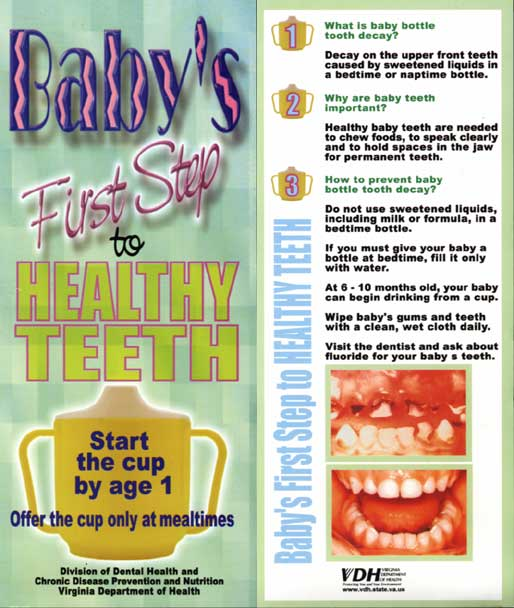 Baby's
First Step
to
HEALTHY
TEETH
Start
the cup
by age 1
Offer the cup only at mealtimes
Division of Dental Health and
Chronic Disease Prevention and Nutrition
Virginia Department of Health
1
What is baby bottle
tooth decay?
Decay on the upper front teeth
caused by sweetened liquids in
a bedtime or naptime bottle.
2
Why are baby teeth
important?
Healthy baby teeth are needed
to chew foods, to speak clearly
and to hold spaces in the jaw
for permanent teeth.
3
How to prevent baby
bottle tooth decay?
Do not use sweetened liquids,
including milk or formula, in a
bedtime bottle.
If you must give your baby a
bottle at bedtime, fill it only
with water.
At 6 - 10 months old, your baby
can begin drinking from a cup.
Wipe baby's gums and teeth
with a clean, wet cloth daily.
Visit the dentist and ask about
fluoride for your baby s teeth.
Baby's First Step to HEALTHY TEETH
VDH VIRGINIA
DEPARTMENT
OF HEALTH
Protecting You and Your Environment
www.vdh.state.va.us